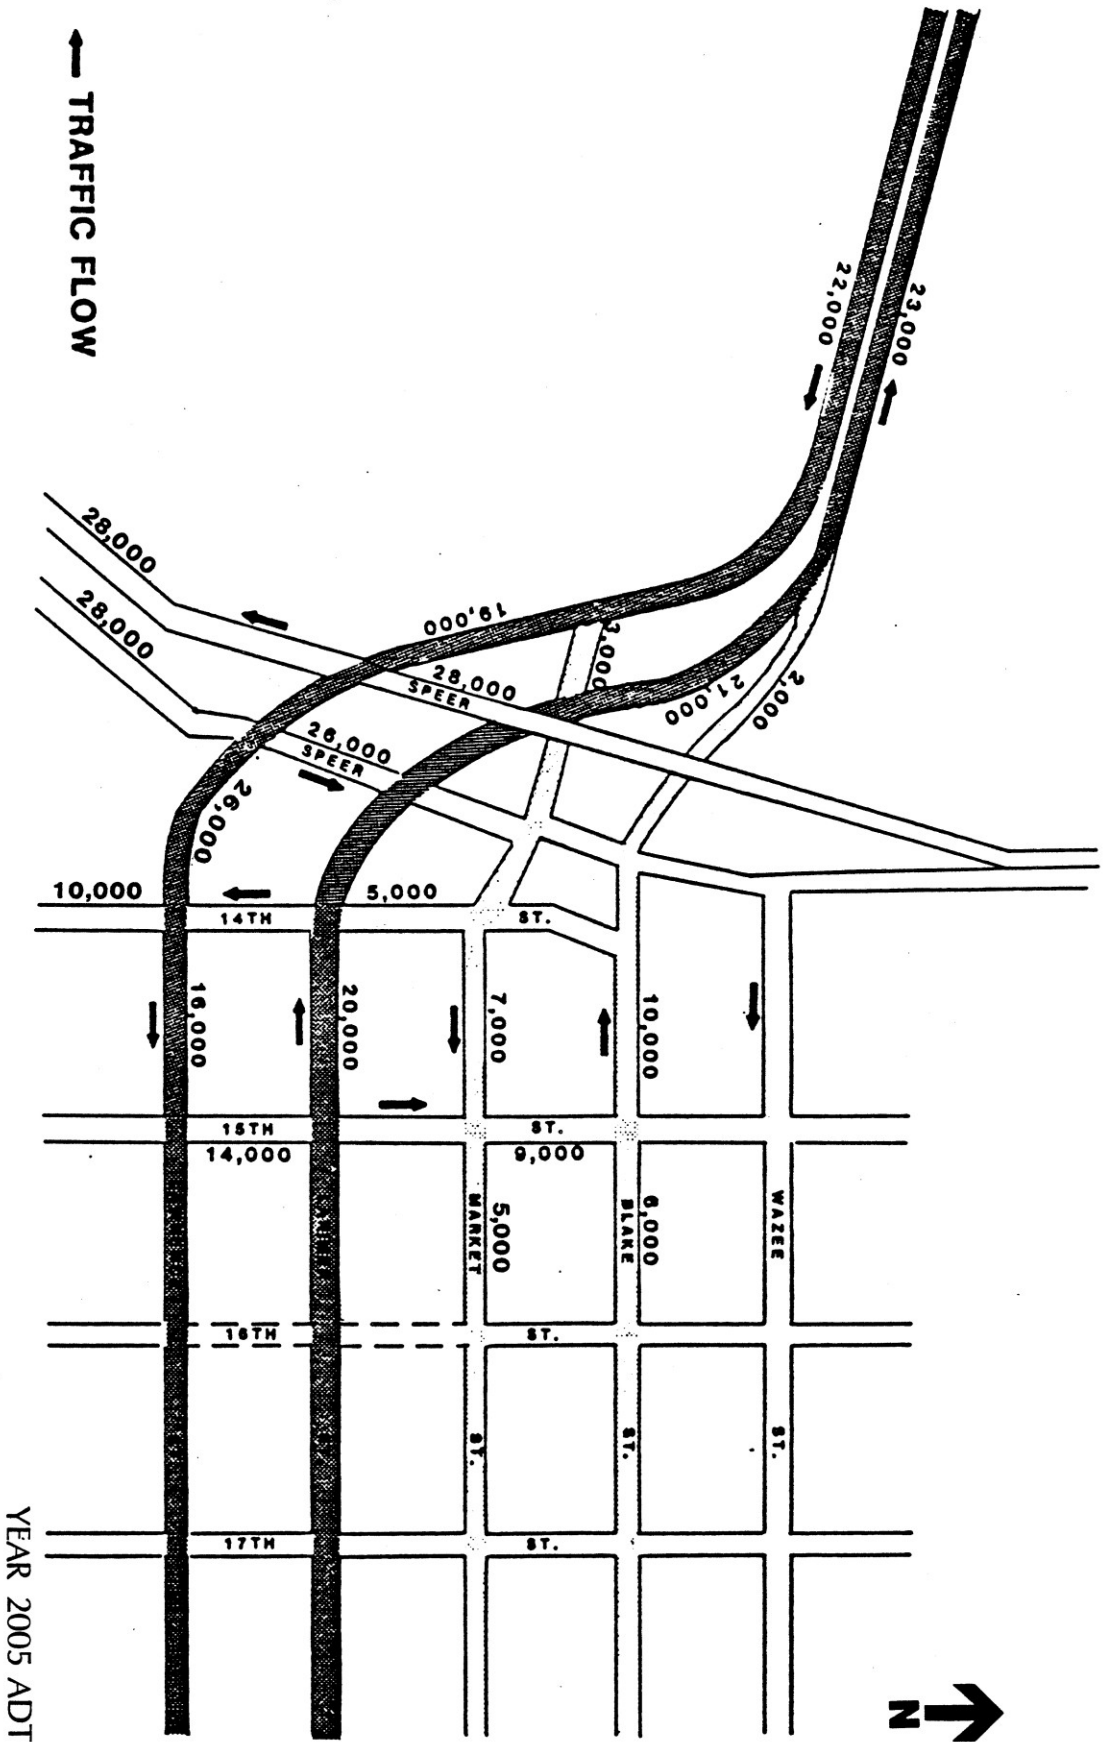 TRAFFIC FLOW
22,000
23,000
28,000
28,000
19,000
3,000
28,000
SPEER
21,000
2,000
26,000
SPEER
26,000
10,000
5,000
14TH ST.
16,000
20,000
7,000
10,000
15TH ST.
14,000
9,000
MARKET ST.
5,000
BLAKE ST.
6,000
WAZEE ST.
16TH ST.
17TH ST.
N
YEAR 2005 ADT